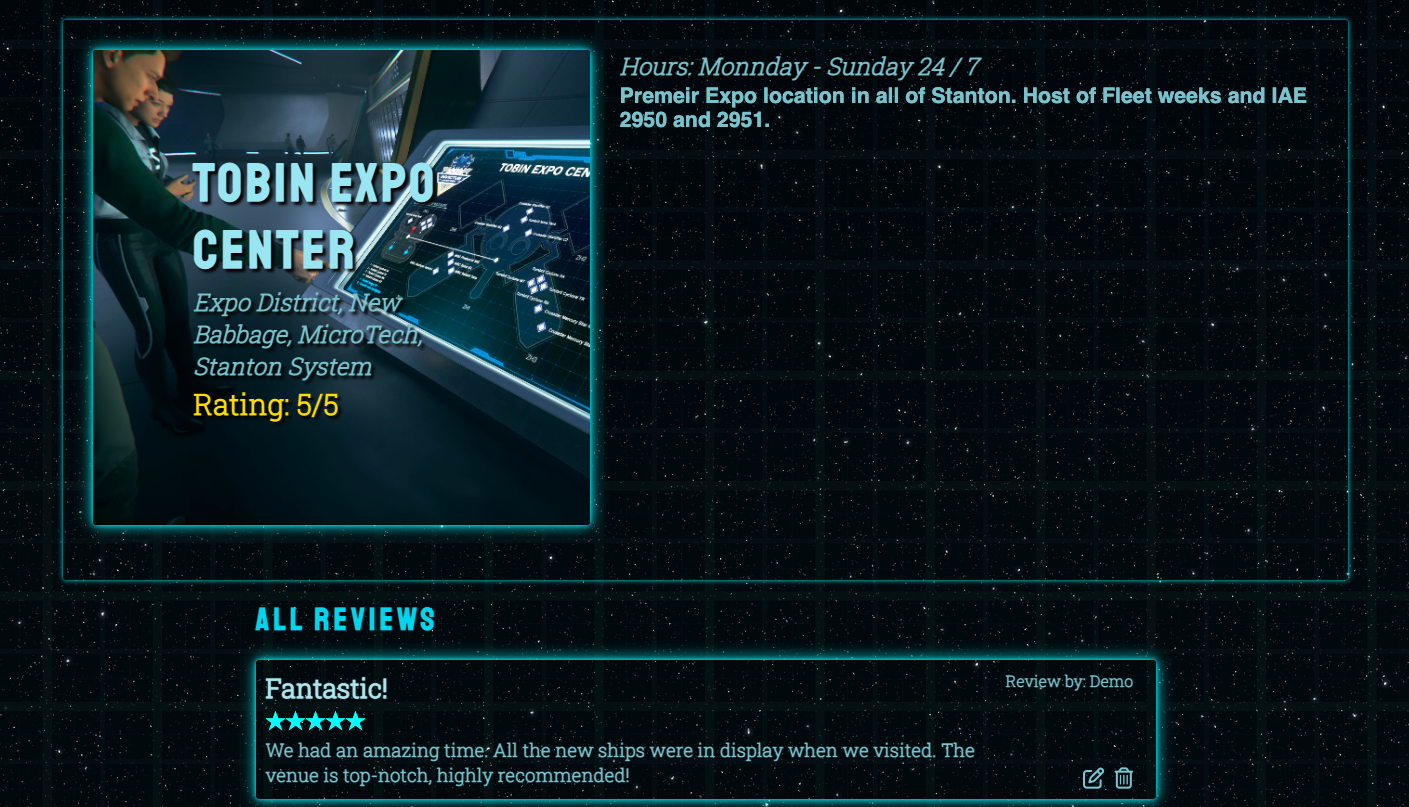 TOBIN EXPO CEN
TOBIN EXPO
CENTER
Expo District, New
Babbage, MicroTech,
Stanton System
Rating: 5/5
Hours: Monnday - Sunday 24 / 7
Premeir Expo location in all of Stanton. Host of Fleet weeks and IAE
2950 and 2951.
ALL REVIEWS
Fantastic!
Review by: Demo
★★★★★
We had an amazing time. All the new ships were in display when we visited. The
venue is top-notch, highly recommended!